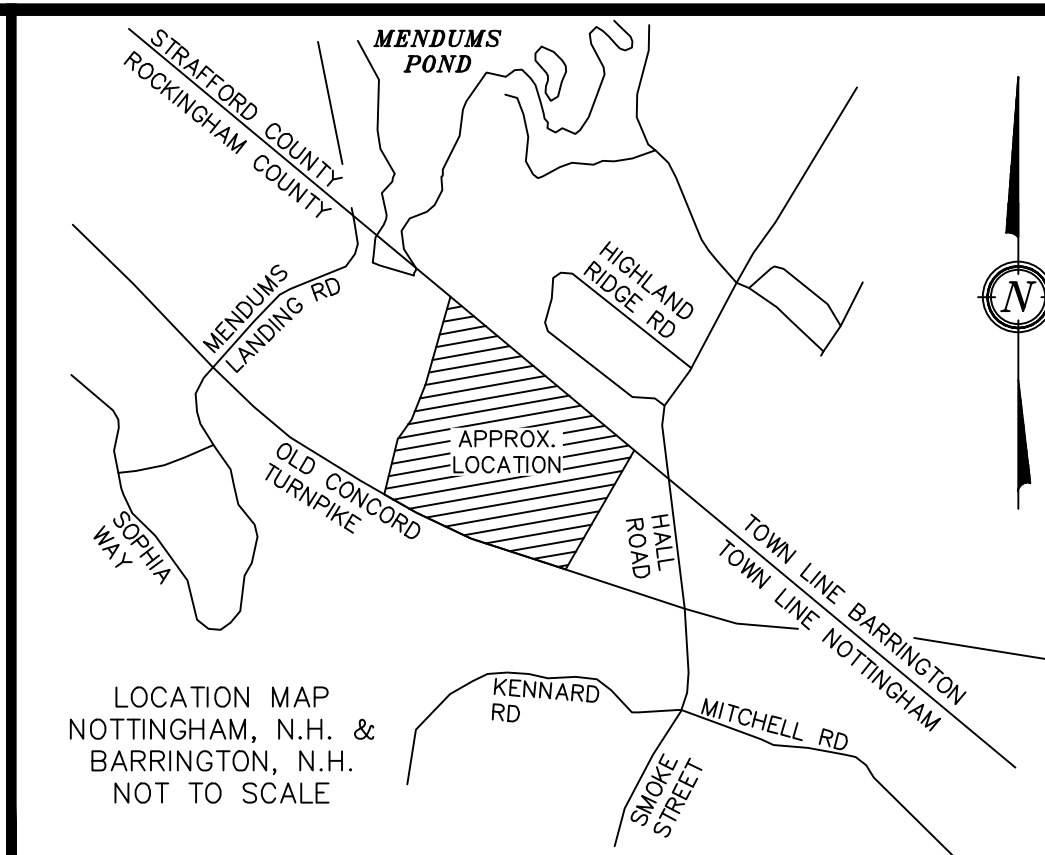 MENDUMS
POND
STRAFFORD COUNTY
ROCKINGHAM COUNTY
HIGHLAND
RIDGE RD
MENDUMS
LANDING RD
N
APPROX.
LOCATION
OLD CONCORD
TURNPIKE
SOPHIA
WAY
HALL
ROAD
TOWN LINE BARRINGTON
TOWN LINE NOTTINGHAM
KENNARD
RD
MITCHELL RD
SMOKE
STREET
LOCATION MAP
NOTTINGHAM, N.H. &
BARRINGTON, N.H.
NOT TO SCALE